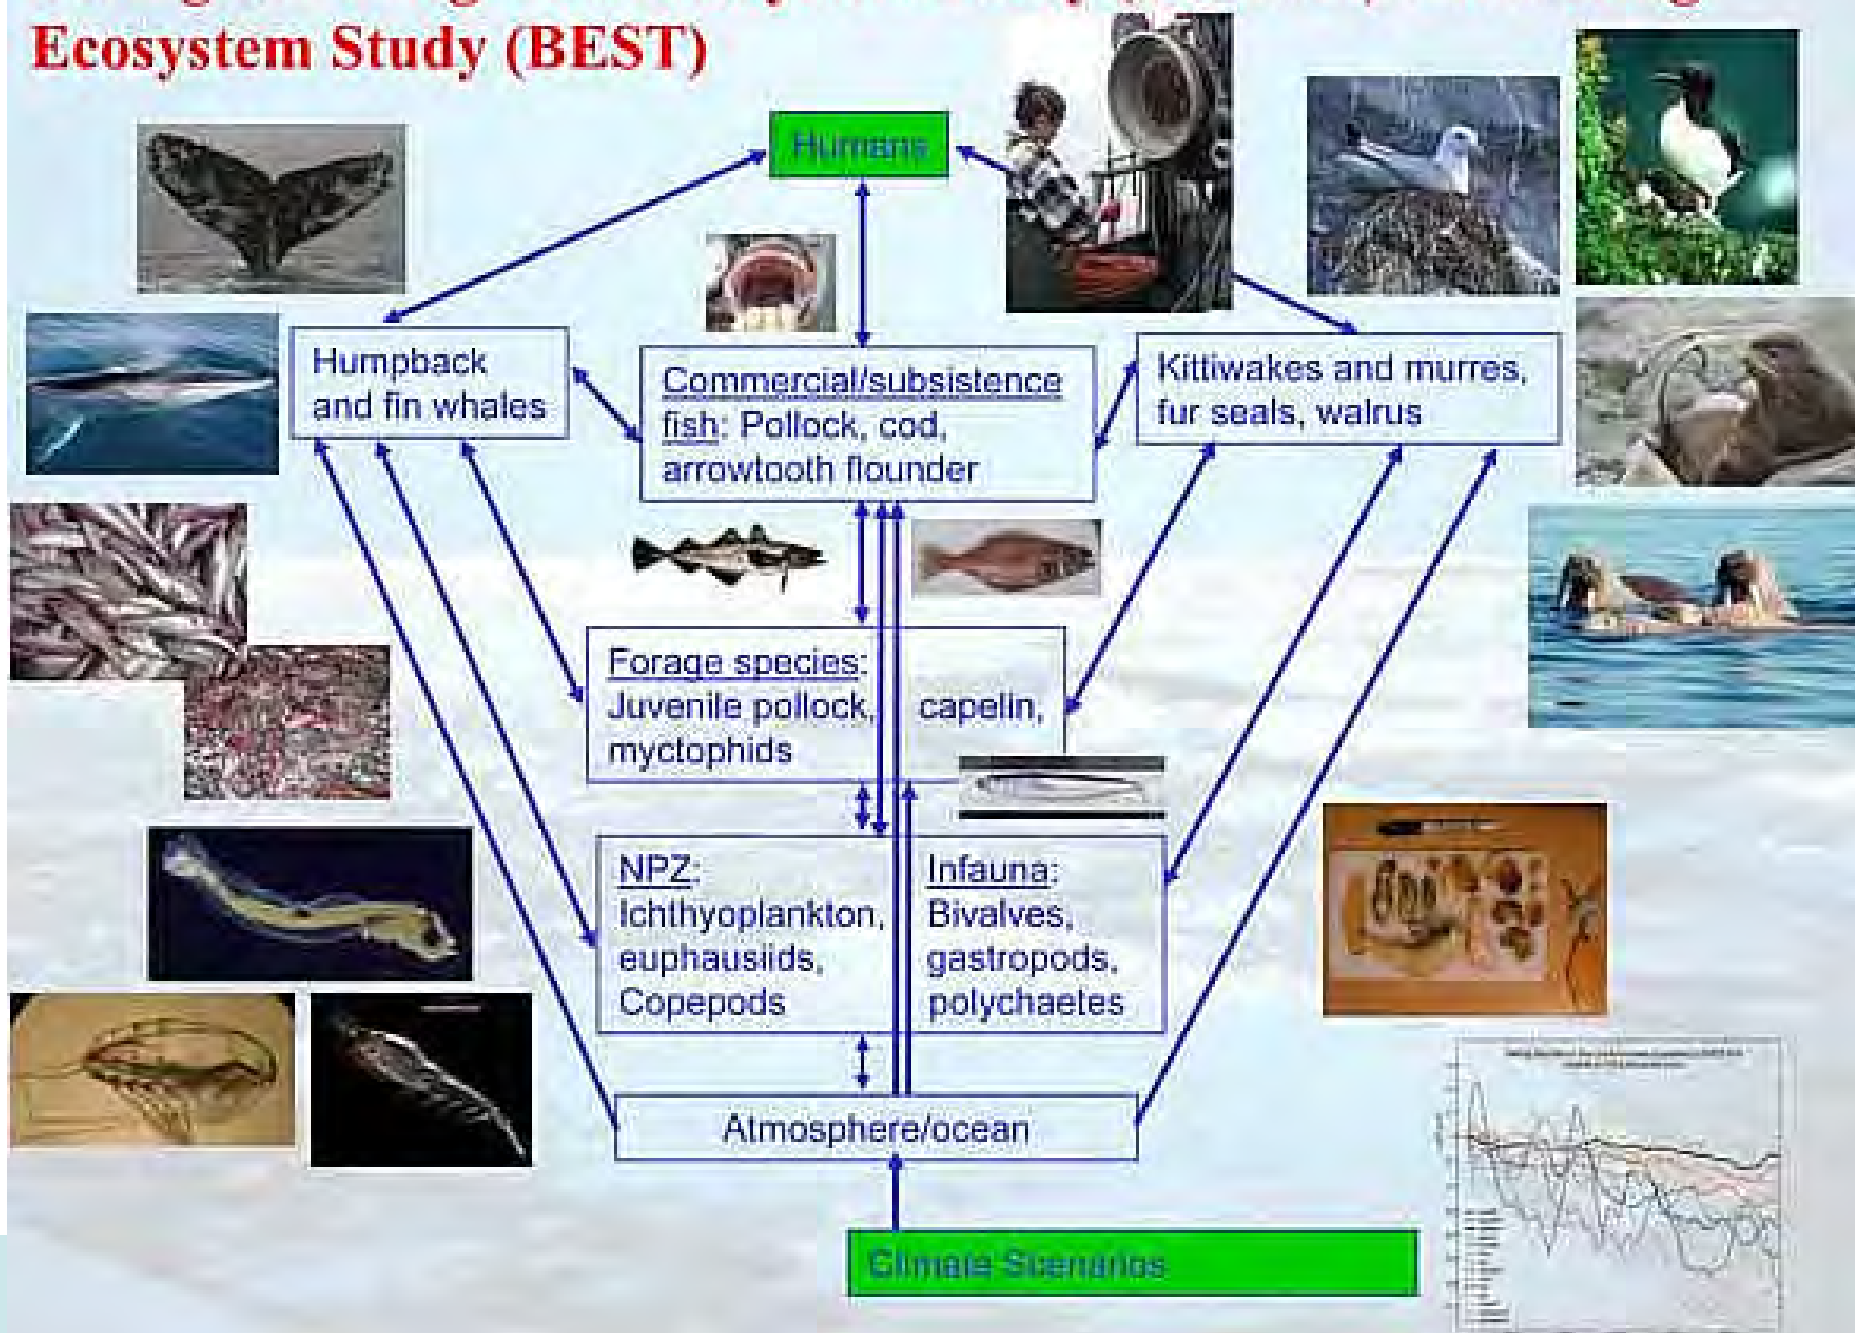 Ecosystem Study (BEST)
Humans
Humpback
and fin whales
Commercial/subsistence
fish: Pollock, cod,
arrowtooth flounder
Kittiwakes and murres,
fur seals, walrus
Forage species:
Juvenile pollock, capelin,
myctophids
NPZ:
Ichthyoplankton,
euphausiids,
Copepods
Infauna:
Bivalves,
gastropods,
polychaetes
Atmosphere/ocean
Climate Scenarios